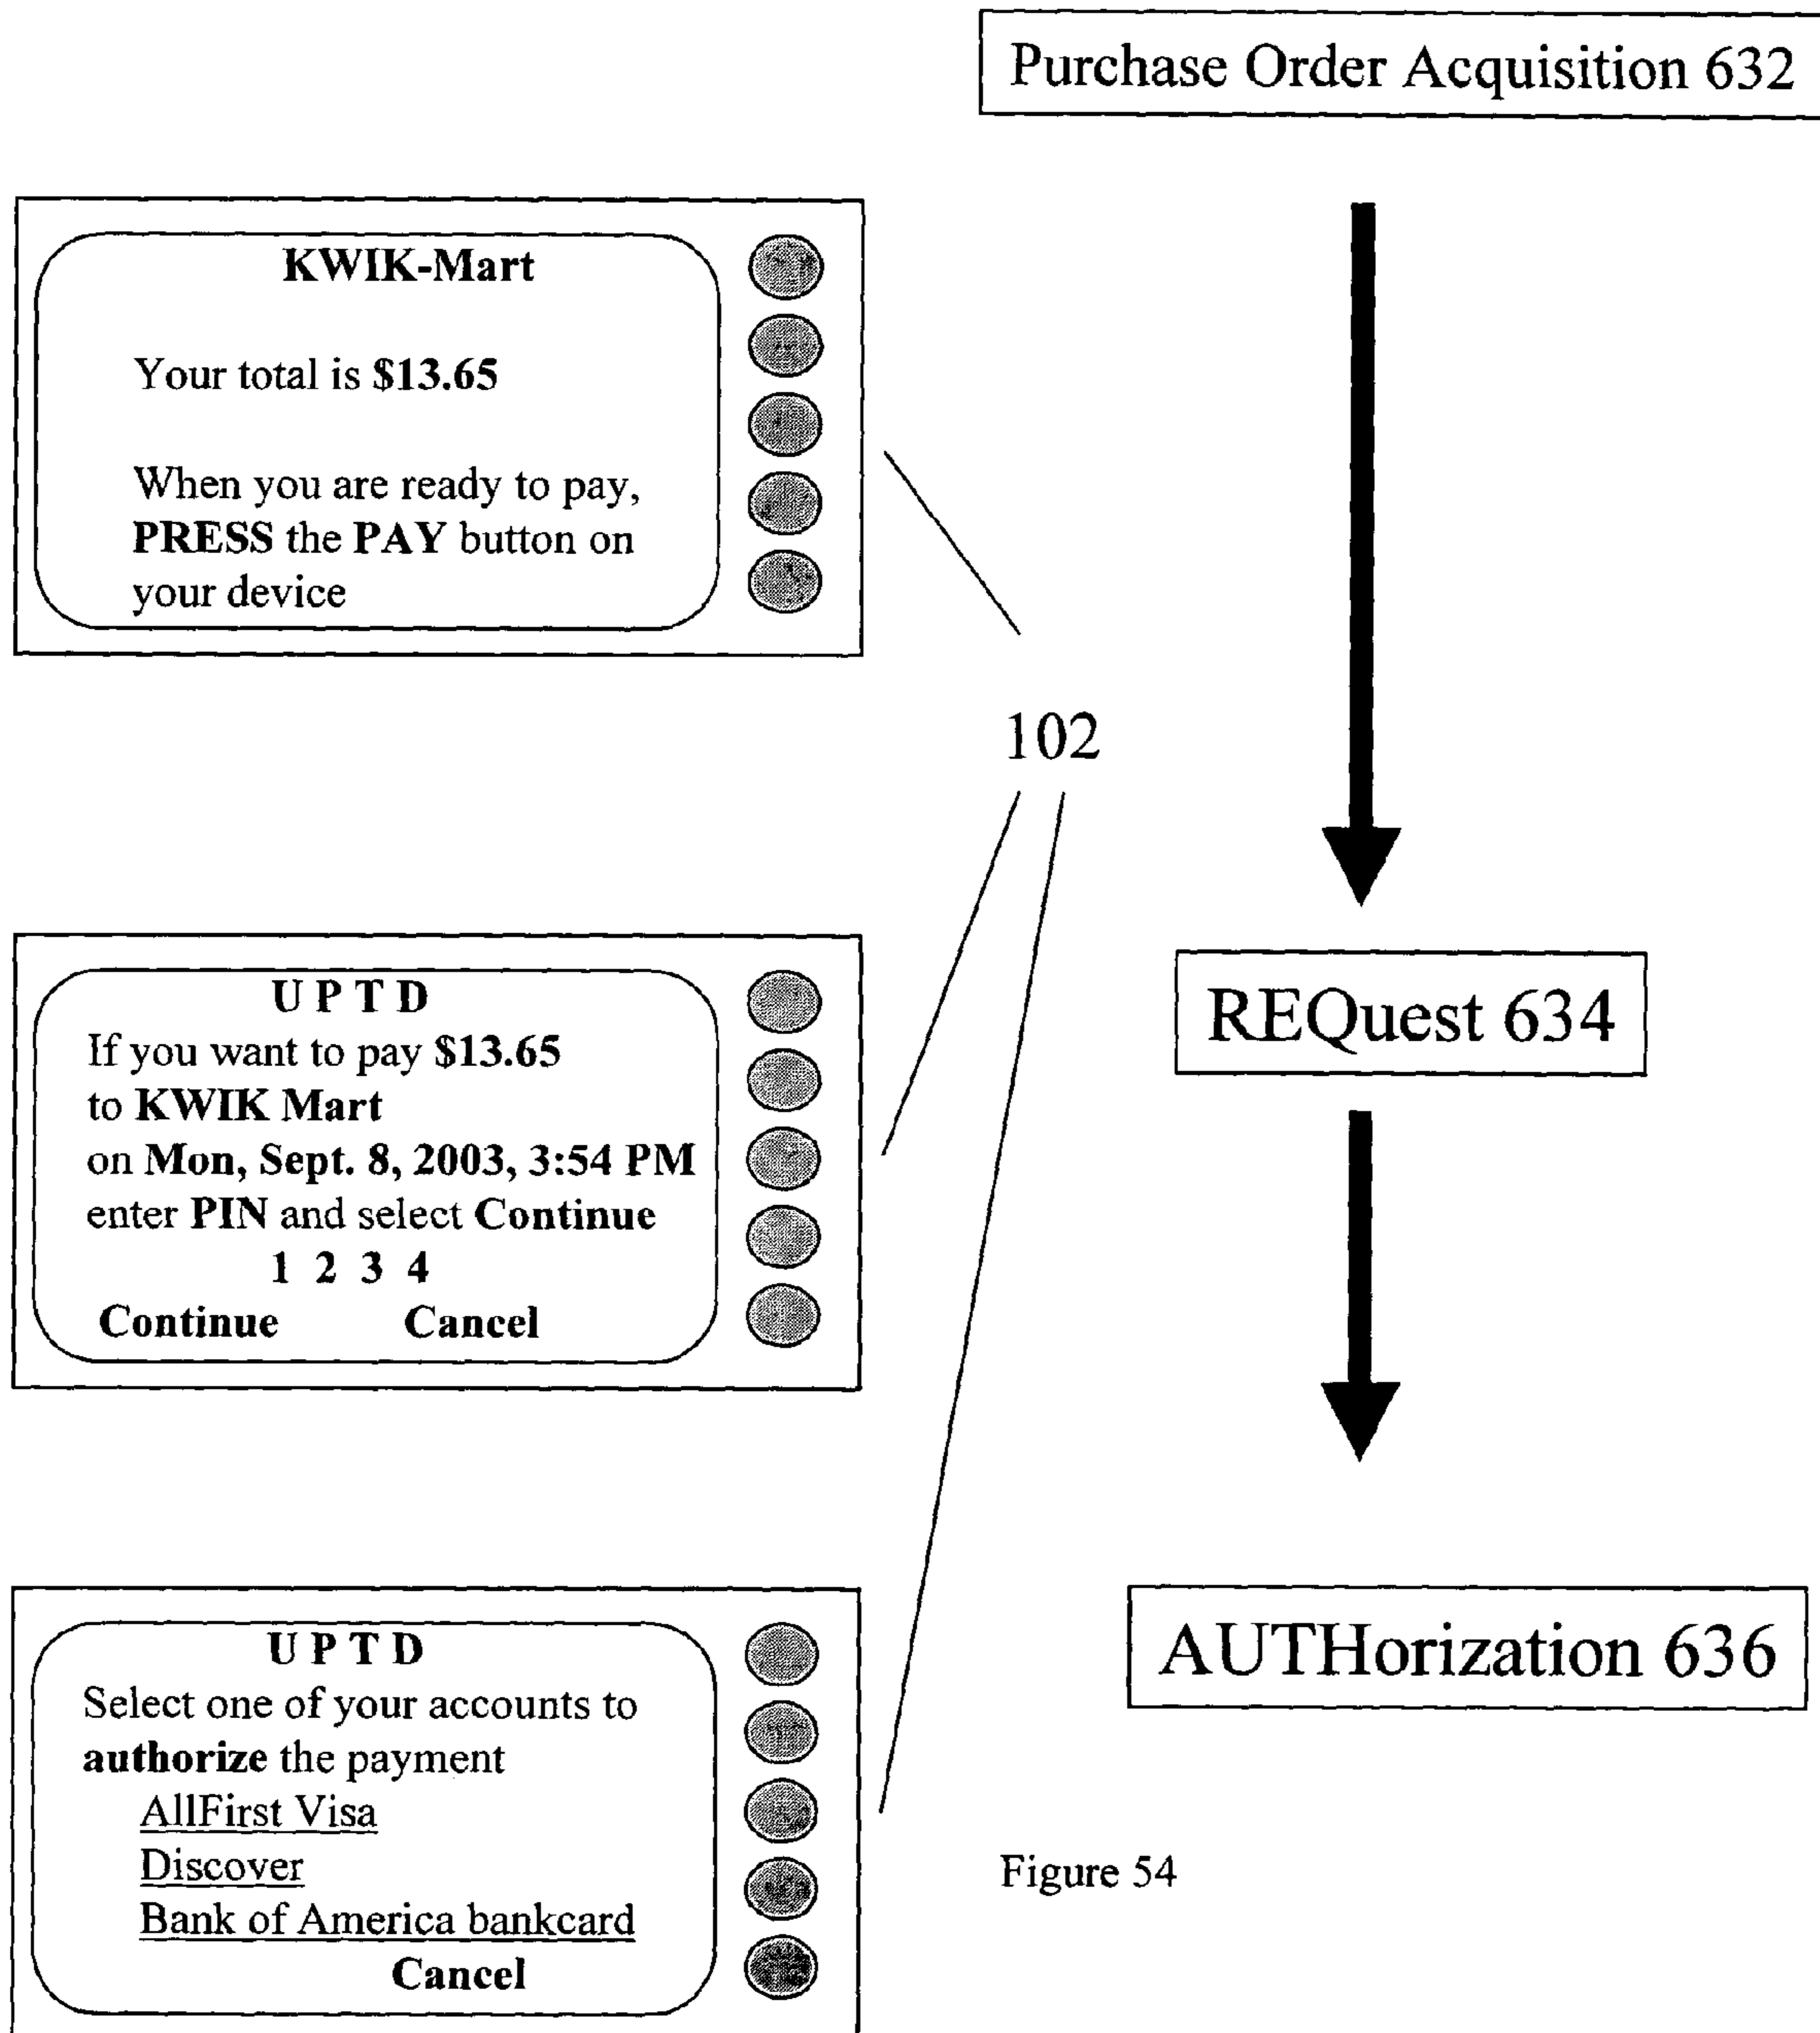 Purchase Order Acquisition 632
KWIK-Mart
Your total is $13.65
When you are ready to pay,
PRESS the PAY button on
your device
102
U P T D
If you want to pay $13.65
to KWIK Mart
on Mon, Sept. 8, 2003, 3:54 PM
enter PIN and select Continue
1 2 3 4
Continue Cancel
REQuest 634
U P T D
Select one of your accounts to
authorize the payment
AllFirst Visa
Discover
Bank of America bankcard
Cancel
AUTHorization 636
Figure 54